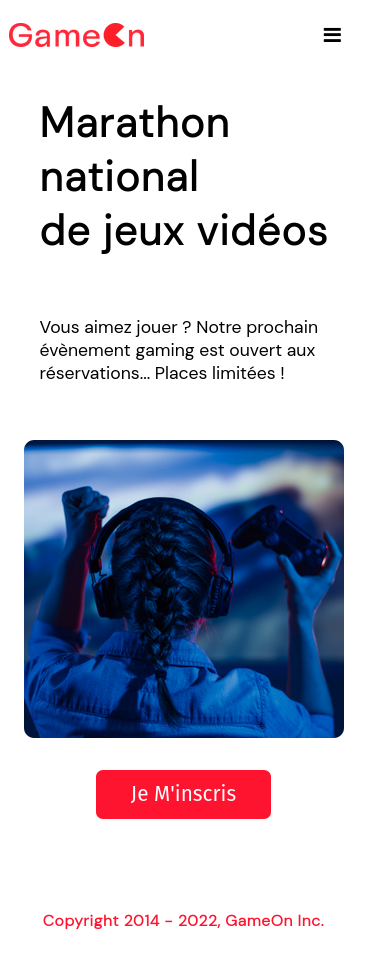 GameOn
Marathon
national
de jeux vidéos
Vous aimez jouer ? Notre prochain
évènement gaming est ouvert aux
réservations... Places limitées !
Je M'inscris
Copyright 2014 - 2022, GameOn Inc.